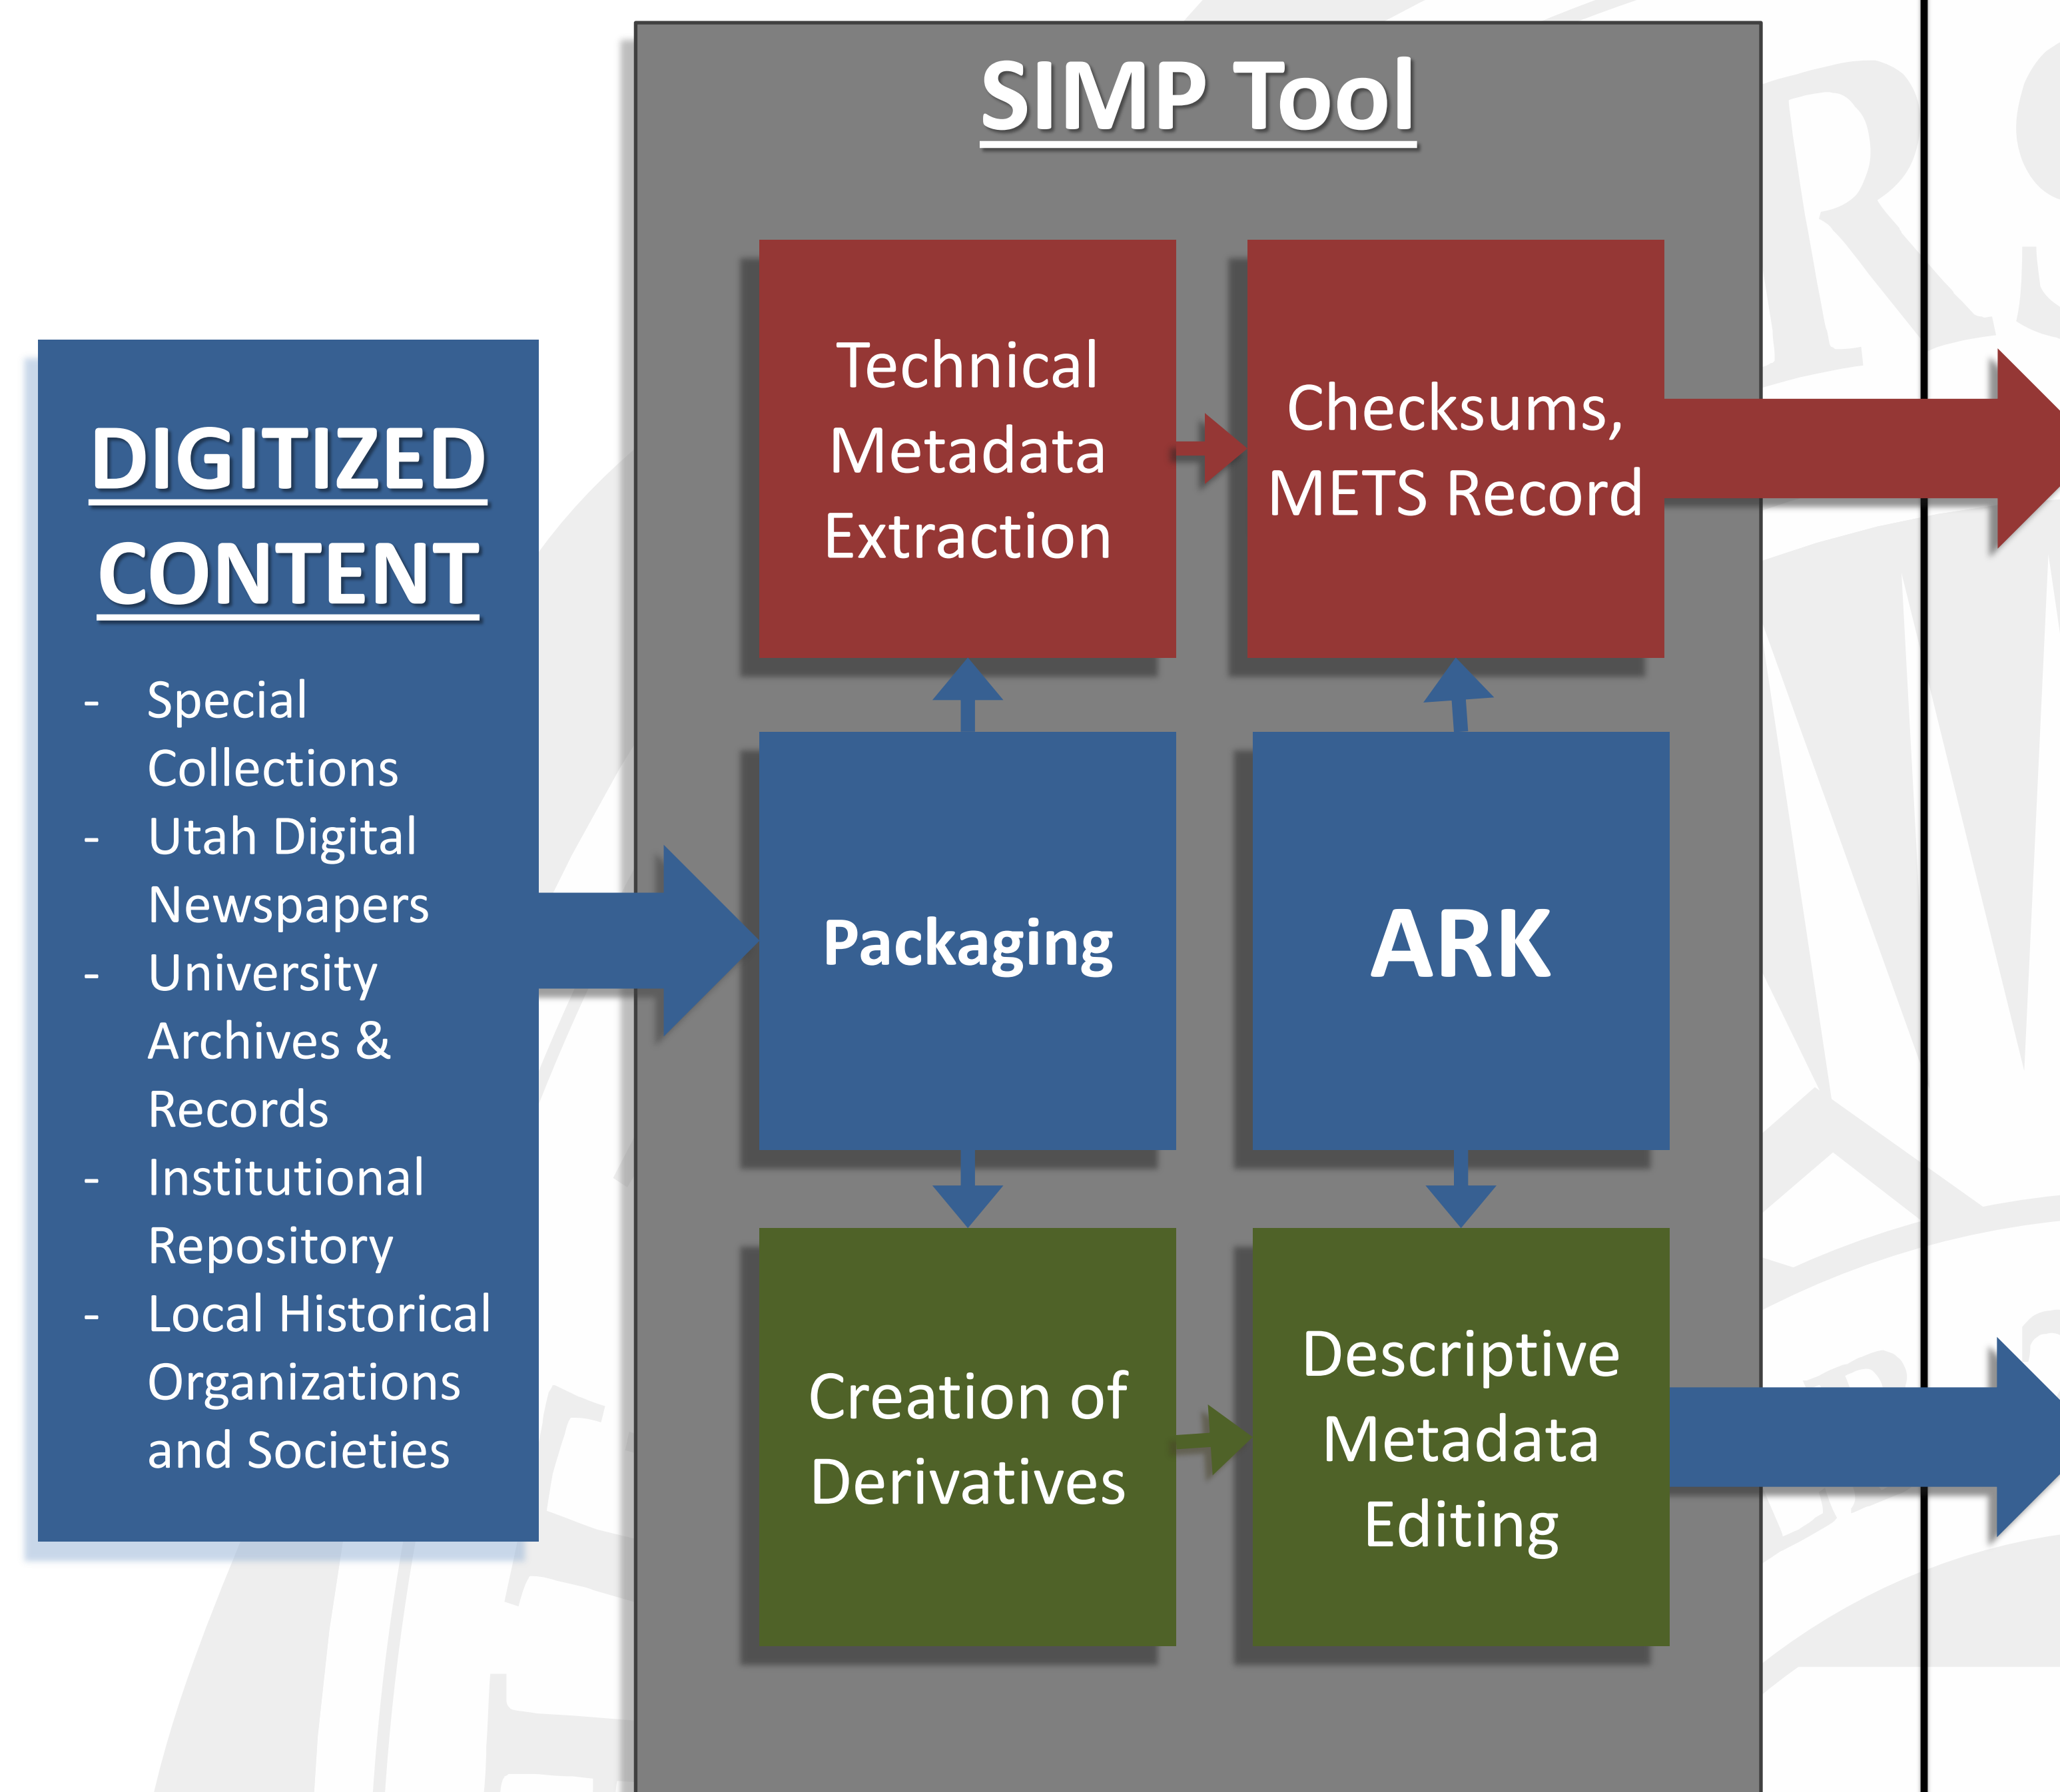 SIMP Tool
DIGITIZED
CONTENT
- Special
Collections
- Utah Digital
Newspapers
- University
Archives &
Records
- Institutional
Repository
- Local Historical
Organizations
and Societies
Technical
Metadata
Extraction
Checksums,
METS Record
Packaging
ARK
Creation of
Derivatives
Descriptive
Metadata
Editing